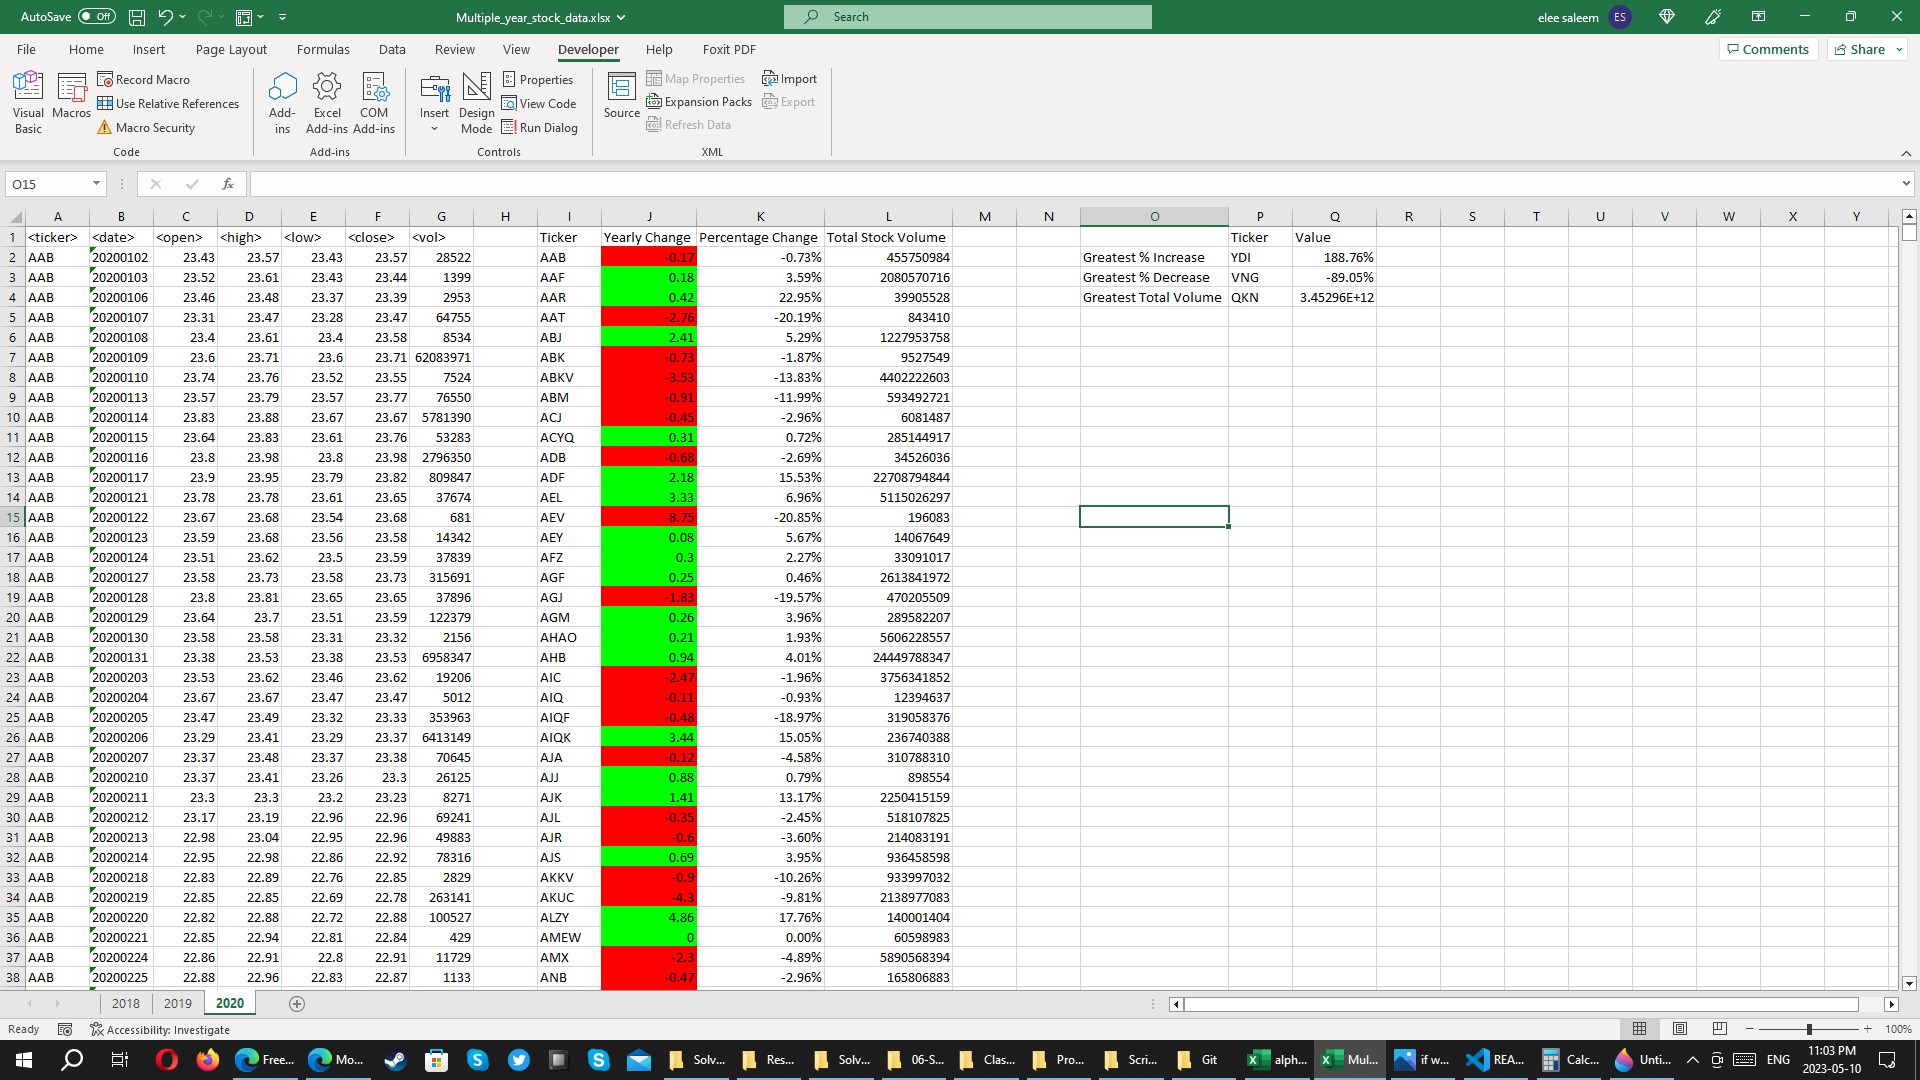 AutoSave Off Multiple_year_stock_data.xlsx Search elee saleem ES
File Home Insert Page Layout Formulas Data Review View Developer Help Foxit PDF Comments Share
Visual Basic Macros Record Macro Use Relative References Macro Security Code
Add-ins Excel Add-ins COM Add-ins Add-ins
Insert Design Mode Properties View Code Run Dialog Controls
Source Map Properties Expansion Packs Refresh Data Import Export XML
O15 fx
A B C D E F G H I J K L M N O P Q R S T U V W X Y
1 <ticker> <date> <open> <high> <low> <close> <vol> Ticker Yearly Change Percentage Change Total Stock Volume Ticker Value
2 AAB 20200102 23.43 23.57 23.43 23.57 28522 AAB -0.17 -0.73% 455750984 Greatest % Increase YDI 188.76%
3 AAB 20200103 23.52 23.61 23.43 23.44 1399 AAF 0.18 3.59% 2080570716 Greatest % Decrease VNG -89.05%
4 AAB 20200106 23.46 23.48 23.37 23.39 2953 AAR 0.42 22.95% 39905528 Greatest Total Volume QKN 3.45296E+12
5 AAB 20200107 23.31 23.47 23.28 23.47 64755 AAT -2.76 -20.19% 843410
6 AAB 20200108 23.4 23.61 23.4 23.58 8534 ABJ 2.41 5.29% 1227953758
7 AAB 20200109 23.6 23.71 23.6 23.71 62083971 ABK -0.73 -1.87% 9527549
8 AAB 20200110 23.74 23.76 23.52 23.55 7524 ABKV -3.53 -13.83% 4402222603
9 AAB 20200113 23.57 23.79 23.57 23.77 76550 ABM -0.91 -11.99% 593492721
10 AAB 20200114 23.83 23.88 23.67 23.67 5781390 ACJ -0.45 -2.96% 6081487
11 AAB 20200115 23.64 23.83 23.61 23.76 53283 ACYQ 0.31 0.72% 285144917
12 AAB 20200116 23.8 23.98 23.8 23.98 2796350 ADB -0.68 -2.69% 34526036
13 AAB 20200117 23.9 23.95 23.79 23.82 809847 ADF 2.18 15.53% 22708794844
14 AAB 20200121 23.78 23.78 23.61 23.65 37674 AEL 3.33 6.96% 5115026297
15 AAB 20200122 23.67 23.68 23.54 23.68 681 AEV -8.75 -20.85% 196083
16 AAB 20200123 23.59 23.68 23.56 23.58 14342 AEY 0.08 5.67% 14067649
17 AAB 20200124 23.51 23.62 23.5 23.59 37839 AFZ 0.3 2.27% 33091017
18 AAB 20200127 23.58 23.73 23.58 23.73 315691 AGF 0.25 0.46% 2613841972
19 AAB 20200128 23.8 23.81 23.65 23.65 37896 AGJ -1.83 -19.57% 470205509
20 AAB 20200129 23.64 23.7 23.51 23.59 122379 AGM 0.26 3.96% 289582207
21 AAB 20200130 23.58 23.58 23.31 23.32 2156 AHAO 0.21 1.93% 5606228557
22 AAB 20200131 23.38 23.53 23.38 23.53 6958347 AHB 0.94 4.01% 24449788347
23 AAB 20200203 23.53 23.62 23.46 23.62 19206 AIC -2.47 -1.96% 3756341852
24 AAB 20200204 23.67 23.67 23.47 23.47 5012 AIQ -0.11 -0.93% 12394637
25 AAB 20200205 23.47 23.49 23.32 23.33 353963 AIQF -0.48 -18.97% 319058376
26 AAB 20200206 23.29 23.41 23.29 23.37 6413149 AIQK 3.44 15.05% 236740388
27 AAB 20200207 23.37 23.48 23.37 23.38 70645 AJA -0.12 -4.58% 310788310
28 AAB 20200210 23.37 23.41 23.26 23.3 26125 AJJ 0.88 0.79% 898554
29 AAB 20200211 23.3 23.3 23.2 23.23 8271 AJK 1.41 13.17% 2250415159
30 AAB 20200212 23.17 23.19 22.96 22.96 69241 AJL -0.35 -2.45% 518107825
31 AAB 20200213 22.98 23.04 22.95 22.96 49883 AJR -0.6 -3.60% 214083191
32 AAB 20200214 22.95 22.98 22.86 22.92 78316 AJS 0.69 3.95% 936458598
33 AAB 20200218 22.83 22.89 22.76 22.85 2829 AKKV -0.9 -10.26% 933997032
34 AAB 20200219 22.85 22.85 22.69 22.78 263141 AKUC -4.3 -9.81% 2138977083
35 AAB 20200220 22.82 22.88 22.72 22.88 100527 ALZY 4.86 17.76% 140001404
36 AAB 20200221 22.85 22.94 22.81 22.84 429 AMEW 0 0.00% 60598983
37 AAB 20200224 22.86 22.91 22.8 22.91 11729 AMX -2.3 -4.89% 5890568394
38 AAB 20200225 22.88 22.96 22.83 22.87 1133 ANB -0.47 -2.96% 165806883
2018 2019 2020
Ready Accessibility: Investigate 100%
Free... Mo... Solv... Res... Solv... 06-S... Clas... Pro... Scri... Git alph... Mul... if w... REA... Calc... Unti... ENG 11:03 PM
2023-05-10